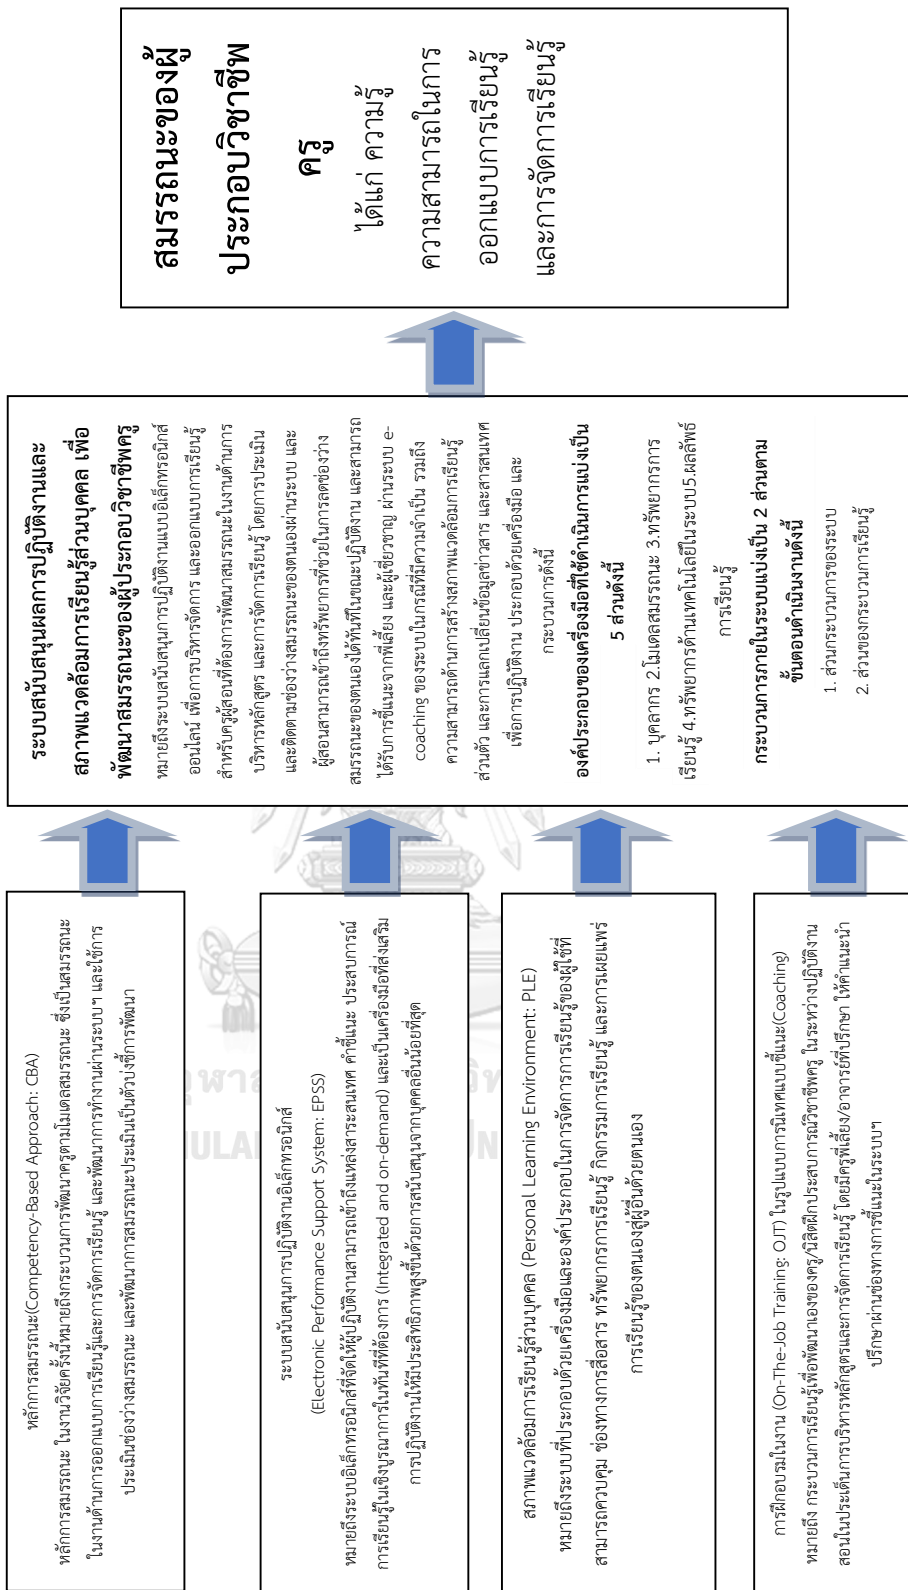 หลักการสมรรถนะ(Competency-Based Approach: CBA)
หลักการสมรรถนะ ในงานวิจัยครั้งนี้หมายถึงกระบวนการพัฒนาครูตามโมเดลสมรรถนะ ซึ่งเป็นสมรรถนะ
ในงานด้านการออกแบบการเรียนรู้และการจัดการเรียนรู้ และพัฒนาการทำงานผ่านระบบฯ และใช้การ
ประเมินช่องว่างสมรรถนะ และพัฒนาการสมรรถนะประเมินเป็นตัวบ่งชี้การพัฒนา
ระบบสนับสนุนการปฏิบัติงานอิเล็กทรอนิกส์
(Electronic Performance Support System: EPSS)
หมายถึงระบบอิเล็กทรอนิกส์ที่จัดให้ผู้ปฏิบัติงานสามารถเข้าถึงแหล่งสาระสนเทศ คำชี้แนะ ประสบการณ์
การเรียนรู้ในเชิงบูรณาการในทันทีที่ต้องการ (Integrated and on-demand) และเป็นเครื่องมือที่ส่งเสริม
การปฏิบัติงานให้มีประสิทธิภาพสูงขึ้นด้วยการสนับสนุนจากบุคคลอื่นน้อยที่สุด
สภาพแวดล้อมการเรียนรู้ส่วนบุคคล (Personal Learning Environment: PLE)
หมายถึงระบบที่ประกอบด้วยเครื่องมือและองค์ประกอบในการจัดการการเรียนรู้ของผู้ใช้ที่
สามารถควบคุม ช่องทางการสื่อสาร ทรัพยากรการเรียนรู้ กิจกรรมการเรียนรู้ และการเผยแพร่
การเรียนรู้ของตนเองสู่ผู้อื่นด้วยตนเอง
การฝึกอบรมในงาน (On-The-Job Training: OJT) ในรูปแบบการนิเทศแบบชี้แนะ(Coaching)
หมายถึง กระบวนการเรียนรู้เพื่อพัฒนาเองของครู/นิสิตฝึกประสบการณ์วิชาชีพครู ในระหว่างปฏิบัติงาน
สอนในประเด็นการบริหารหลักสูตรและการจัดการเรียนรู้ โดยมีครูพี่เลี้ยง/อาจารย์ที่ปรึกษา ให้คำแนะนำ
ปรึกษาผ่านช่องทางการชี้แนะในระบบฯ
ระบบสนับสนุนผลการปฏิบัติงานและ
สภาพแวดล้อมการเรียนรู้ส่วนบุคคล เพื่อ
พัฒนาสมรรถนะของผู้ประกอบวิชาชีพครู
หมายถึงระบบสนับสนุนการปฏิบัติงานแบบอิเล็กทรอนิกส์
ออนไลน์ เพื่อการบริหารจัดการ และออกแบบการเรียนรู้
สำหรับครูผู้สอนที่ต้องการพัฒนาสมรรถนะในงานด้านการ
บริหารหลักสูตร และการจัดการเรียนรู้ โดยการประเมิน
และติดตามช่องว่างสมรรถนะของตนเองผ่านระบบ และ
ผู้สอนสามารถเข้าถึงทรัพยากรที่ช่วยในการลดช่องว่าง
สมรรถนะของตนเองได้ทันทีในขณะปฏิบัติงาน และสามารถ
ได้รับการชี้แนะจากพี่เลี้ยง และผู้เชี่ยวชาญ ผ่านระบบ e-
coaching ของระบบในกรณีที่มีความจำเป็น รวมถึง
ความสามารถด้านการสร้างสภาพแวดล้อมการเรียนรู้
ส่วนตัว และการแลกเปลี่ยนข้อมูลข่าวสาร และสารสนเทศ
เพื่อการปฏิบัติงาน ประกอบด้วยเครื่องมือ และ
กระบวนการดังนี้
องค์ประกอบของเครื่องมือที่ใช้ดำเนินการแบ่งเป็น
5 ส่วนดังนี้
1. บุคลากร 2.โมเดลสมรรถนะ 3.ทรัพยากรการ
เรียนรู้ 4.ทรัพยากรด้านเทคโนโลยีในระบบ5.ผลลัพธ์
การเรียนรู้
กระบวนการภายในระบบแบ่งเป็น 2 ส่วนตาม
ขั้นตอนดำเนินงานดังนี้
1. ส่วนกระบวนการของระบบ
2. ส่วนของกระบวนการเรียนรู้
สมรรถนะของผู้
ประกอบวิชาชีพ
ครู
ได้แก่ ความรู้
ความสามารถในการ
ออกแบบการเรียนรู้
และการจัดการเรียนรู้